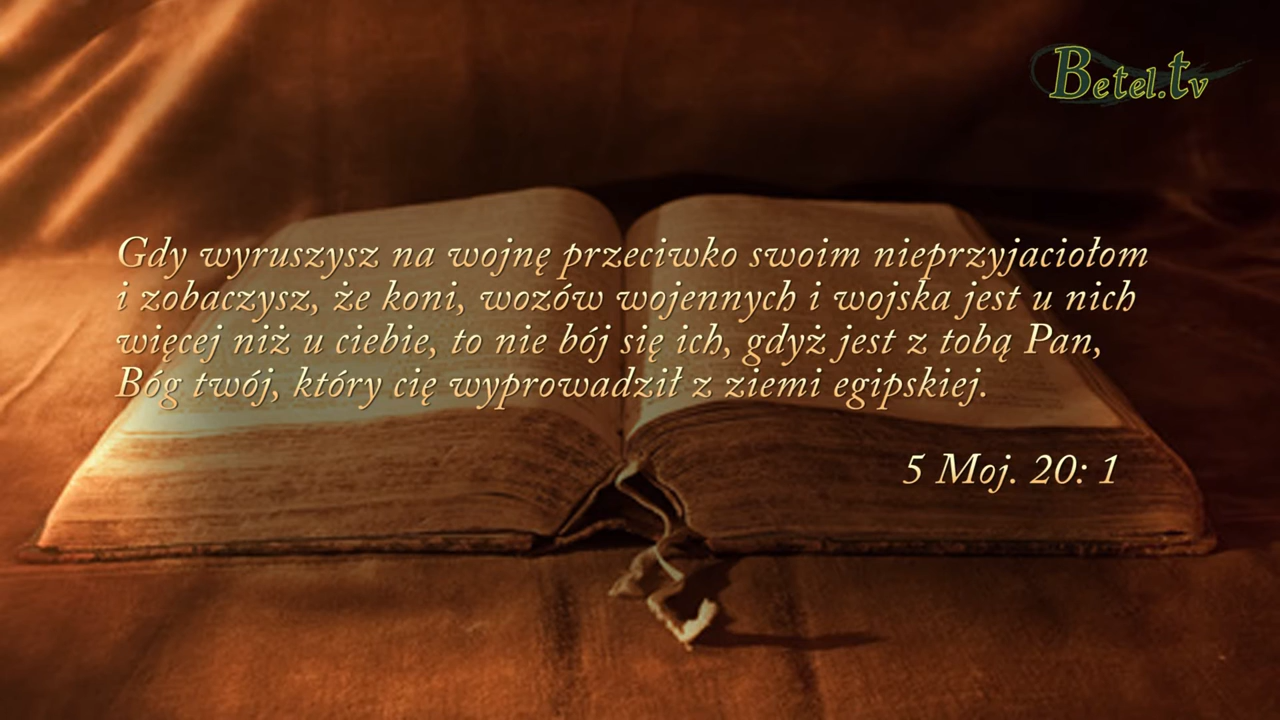 Betel.tv
Gdy wyruszysz na wojnę przeciwko swoim nieprzyjaciołom
i zobaczysz, że koni, wozów wojennych i wojska jest u nich
więcej niż u ciebie, to nie bój się ich, gdyż jest z tobą Pan,
Bóg twój, który cię wyprowadził z ziemi egipskiej.
5 Moj. 20: 1